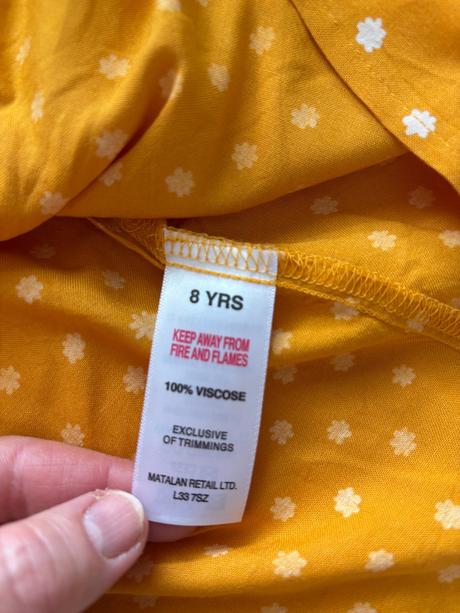 8 YRS
KEEP AWAY FROM
FIRE AND FLAMES
100% VISCOSE
EXCLUSIVE
OF TRIMMINGS
MATALAN RETAIL LTD.
L33 7SZ